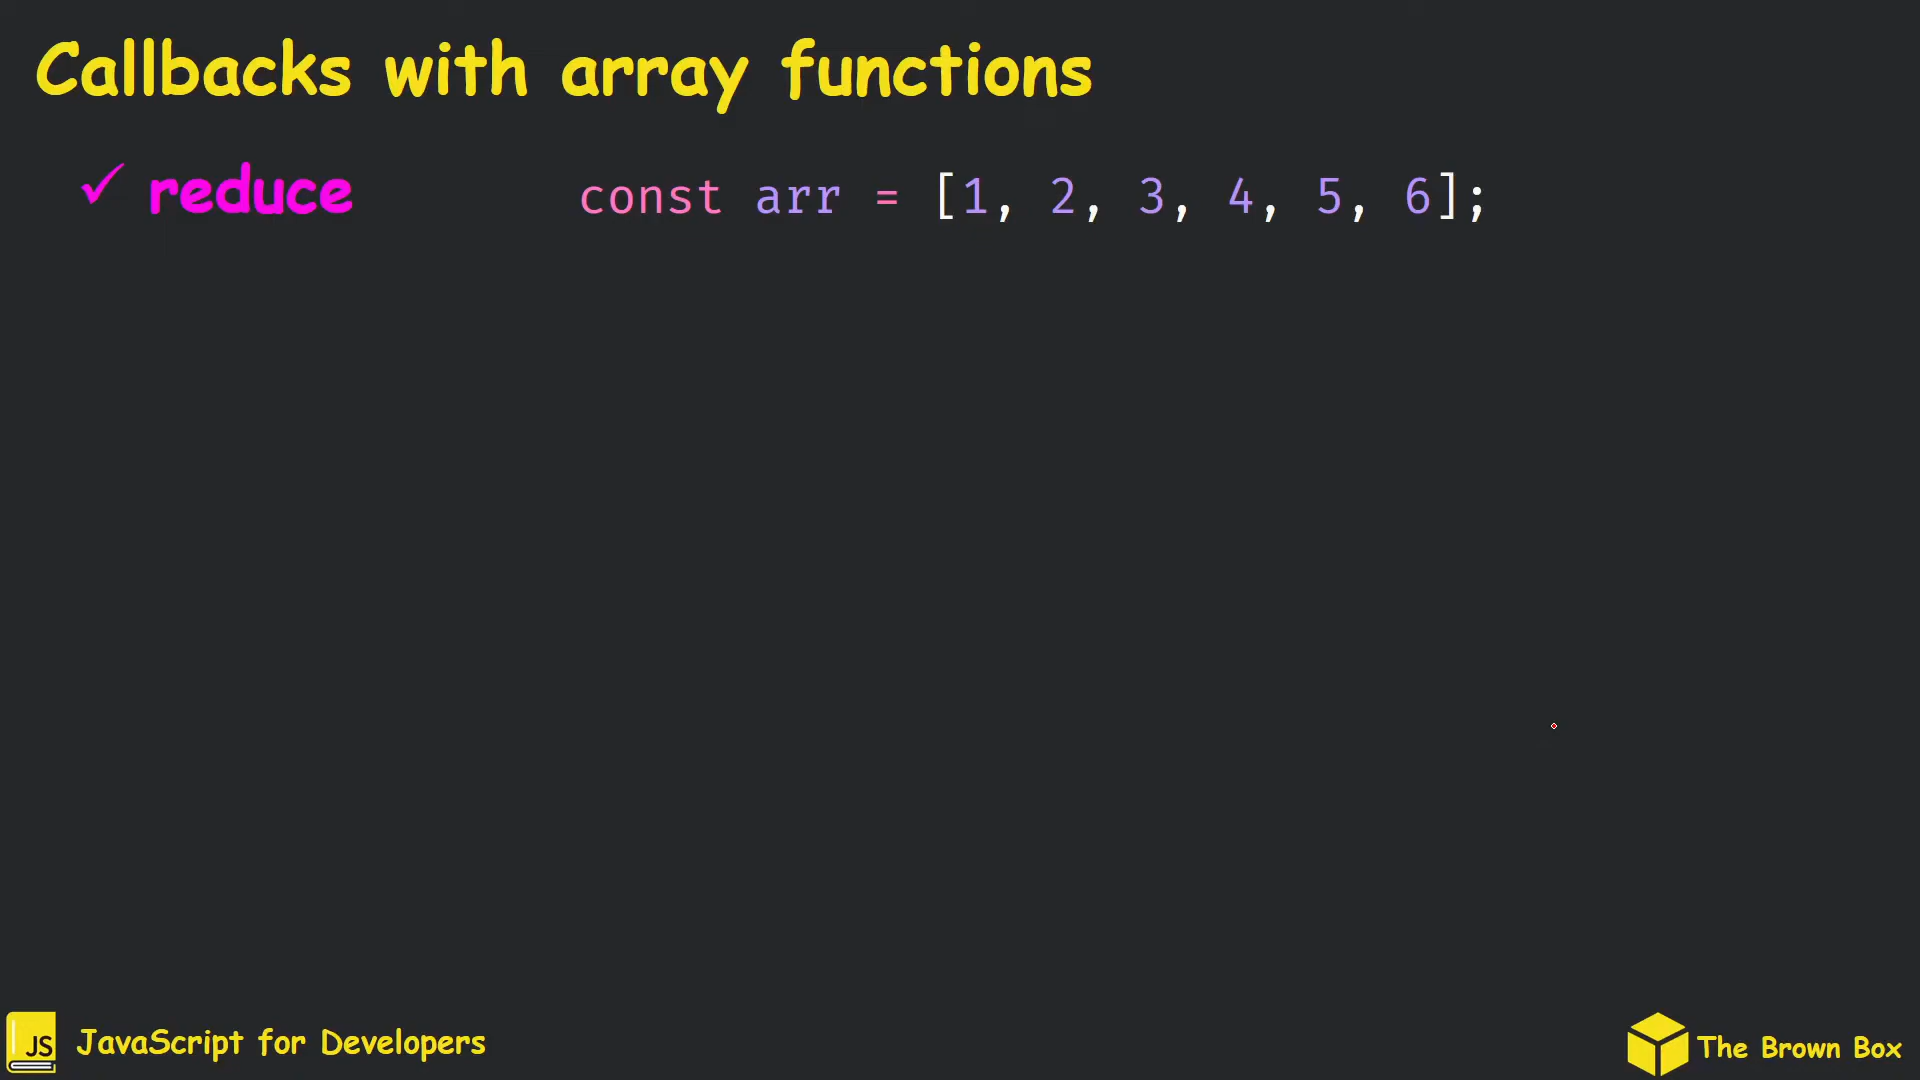 Callbacks with array functions
✓ reduce
const arr = [1, 2, 3, 4, 5, 6];
JS
JavaScript for Developers
The Brown Box